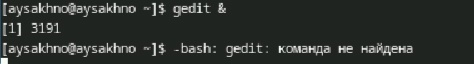 [aysakhno@aysakhno ~]$ gedit &
[1] 3191
[aysakhno@aysakhno ~]$ -bash: gedit: команда не найдена